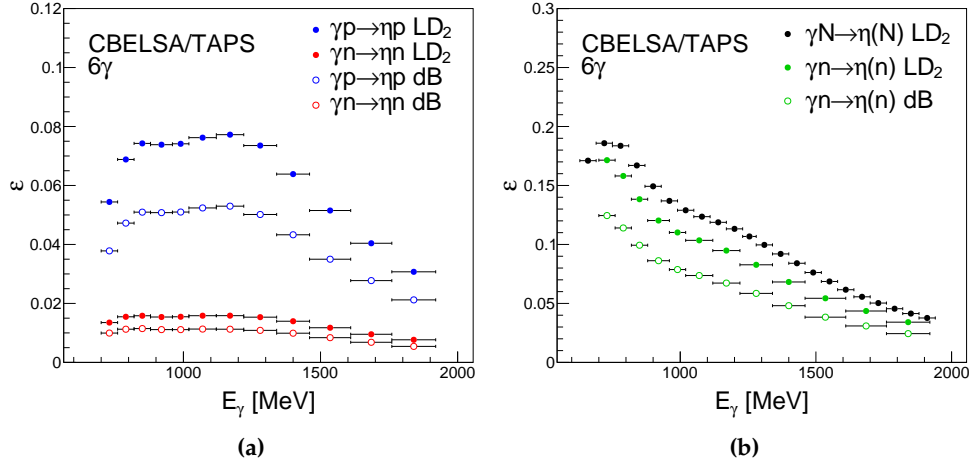 CBELSA/TAPS
6γ
γp→ηp LD₂
γn→ηn LD₂
γp→ηp dB
γn→ηn dB
0.12
0.1
0.08
0.06
0.04
0.02
0
ε
1000
1500
2000
E_γ [MeV]
(a)
CBELSA/TAPS
6γ
γN→η(N) LD₂
γn→η(n) LD₂
γn→η(n) dB
0.3
0.25
0.2
0.15
0.1
0.05
0
ε
1000
1500
2000
E_γ [MeV]
(b)